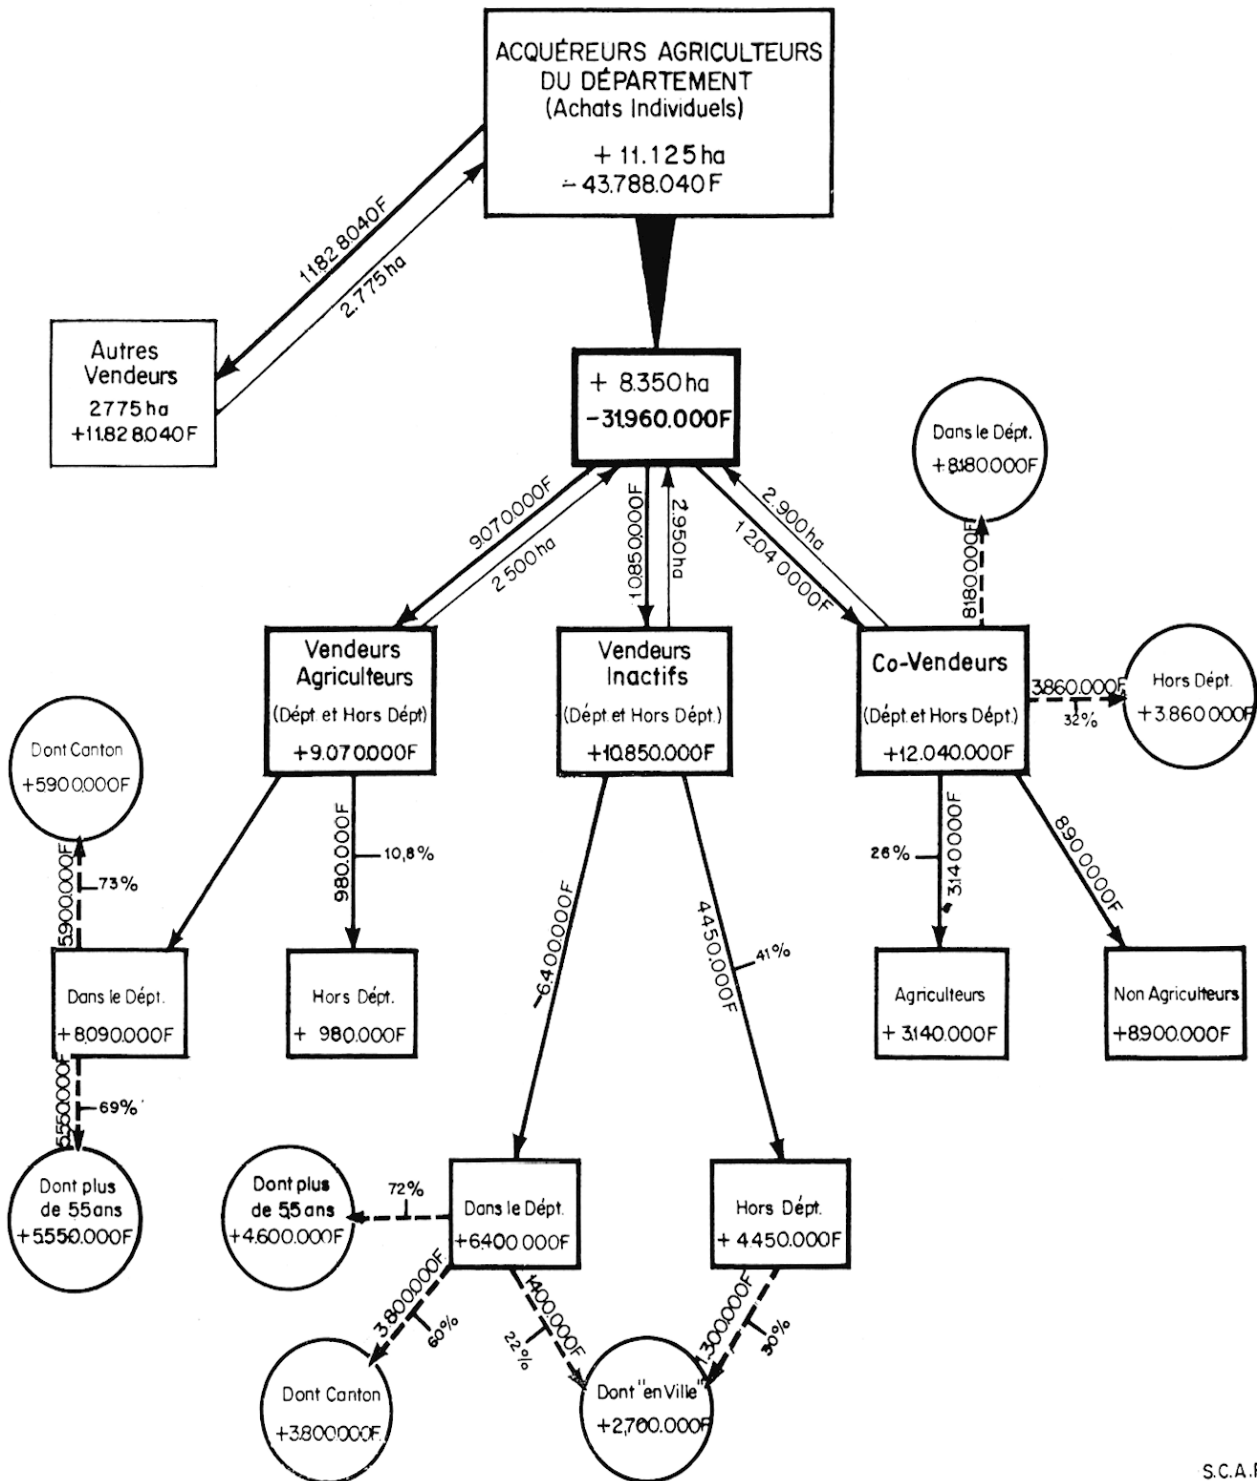 ACQUÉREURS AGRICULTEURS
DU DÉPARTEMENT
(Achats Individuels)
+ 11.125 ha
- 43.788.040 F
11.828.040F
2.775 ha
Autres
Vendeurs
2775 ha
+11.828.040F
+ 8.350 ha
-31.960.000F
Dans le Dépt.
+8.180.000F
8.180.000F
9.070.000F
2500 ha
10.850.000F
2.950 ha
12.040.000F
2.900 ha
Vendeurs
Agriculteurs
(Dépt. et Hors Dépt)
+9.070.000F
Vendeurs
Inactifs
(Dépt. et Hors Dépt.)
+10.850.000F
Co-Vendeurs
(Dépt. et Hors Dépt.)
+12.040.000F
3.860.000F
32%
Hors Dépt.
+3.860.000F
Dont Canton
+5900.000F
5.900.000F
73%
980.000F
10,8%
6.400.000F
4450.000F
41%
26%
3.140.000F
8.900.000F
Dans le Dépt.
+8.090.000F
Hors Dépt.
+ 980.000F
Agriculteurs
+ 3.140.000F
Non Agriculteurs
+8.900.000F
5.550.000F
69%
Dont plus
de 55 ans
+5.550.000F
Dont plus
de 55 ans
+4.600.000F
72%
Dans le Dépt.
+6.400.000F
Hors Dépt.
+ 4.450.000F
3.800.000F
60%
1.400.000F
22%
1.300.000F
30%
Dont Canton
+3.800.000F
Dont "en Ville"
+2,700.000F